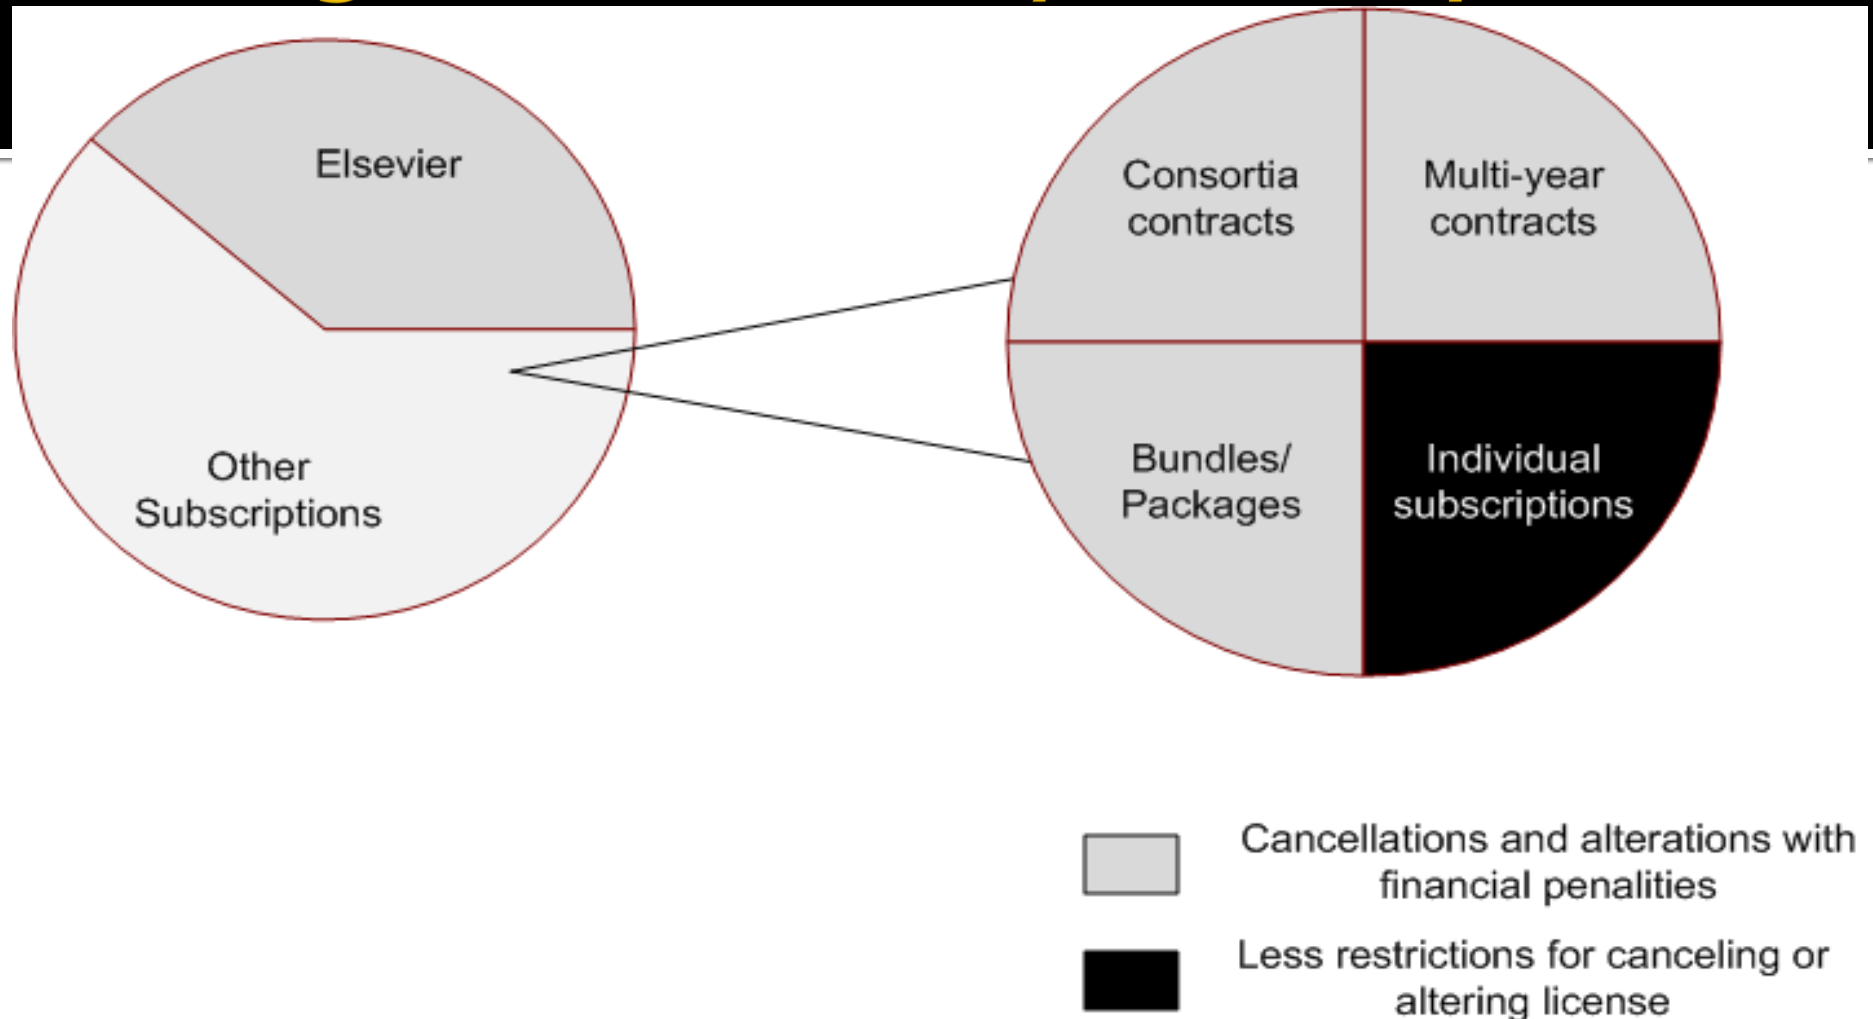 Elsevier
Other
Subscriptions
Consortia
contracts
Multi-year
contracts
Bundles/
Packages
Individual
subscriptions
Cancellations and alterations with
financial penalities
Less restrictions for canceling or
altering license